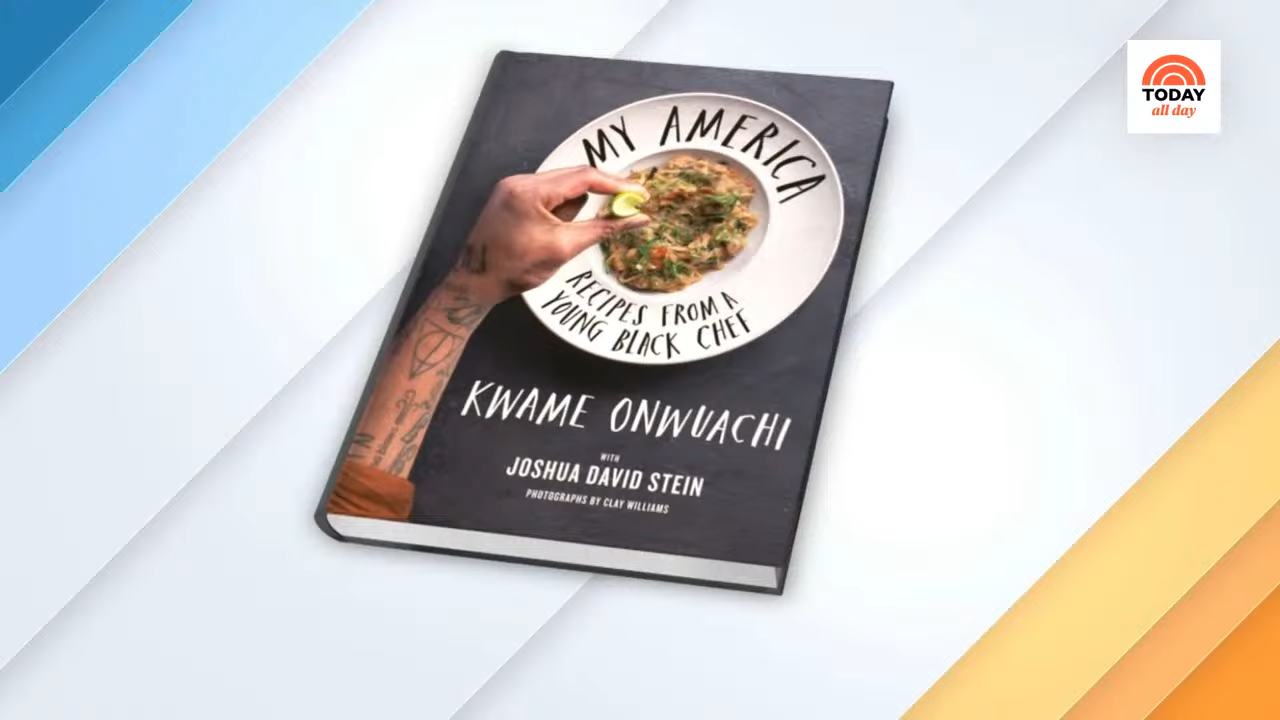 TODAY
all day
MY AMERICA
RECIPES FROM A
YOUNG BLACK CHEF
KWAME ONWUACHI
WITH
JOSHUA DAVID STEIN
PHOTOGRAPHS BY CLAY WILLIAMS